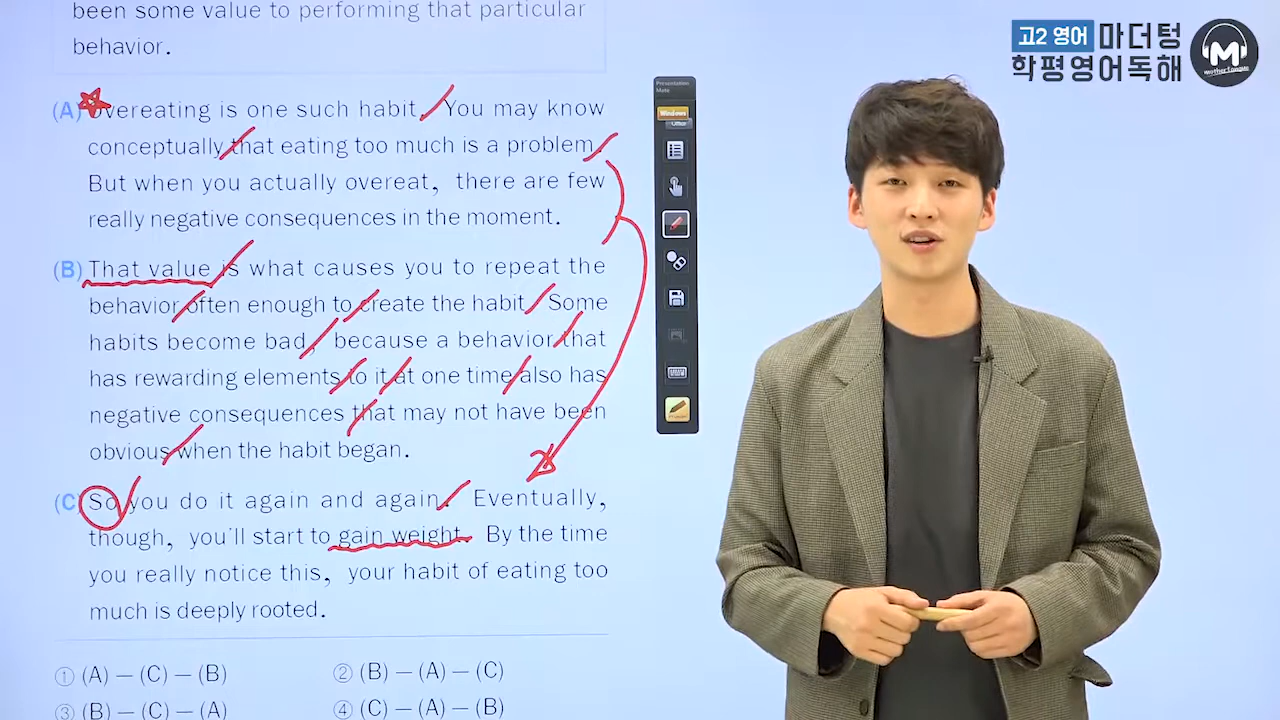 been some value to performing that particular
behavior.
(A) Overeating is one such habit. You may know
conceptually that eating too much is a problem.
But when you actually overeat, there are few
really negative consequences in the moment.
(B) That value is what causes you to repeat the
behavior often enough to create the habit. Some
habits become bad, because a behavior that
has rewarding elements to it at one time also has
negative consequences that may not have been
obvious when the habit began.
(C) So you do it again and again. Eventually,
though, you'll start to gain weight. By the time
you really notice this, your habit of eating too
much is deeply rooted.
① (A) — (C) — (B)
② (B) — (A) — (C)
③ (B) — (C) — (A)
④ (C) — (A) — (B)
고2 영어 마더텅
학평영어독해
M
mother tongue
Presentation
Mate
Windows
Office